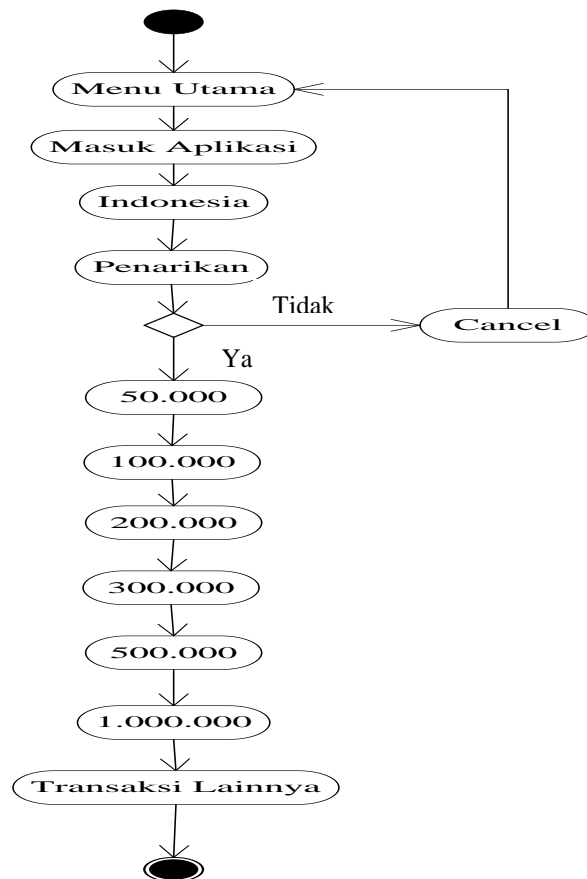 Menu Utama
Masuk Aplikasi
Indonesia
Penarikan
Tidak
Cancel
Ya
50.000
100.000
200.000
300.000
500.000
1.000.000
Transaksi Lainnya